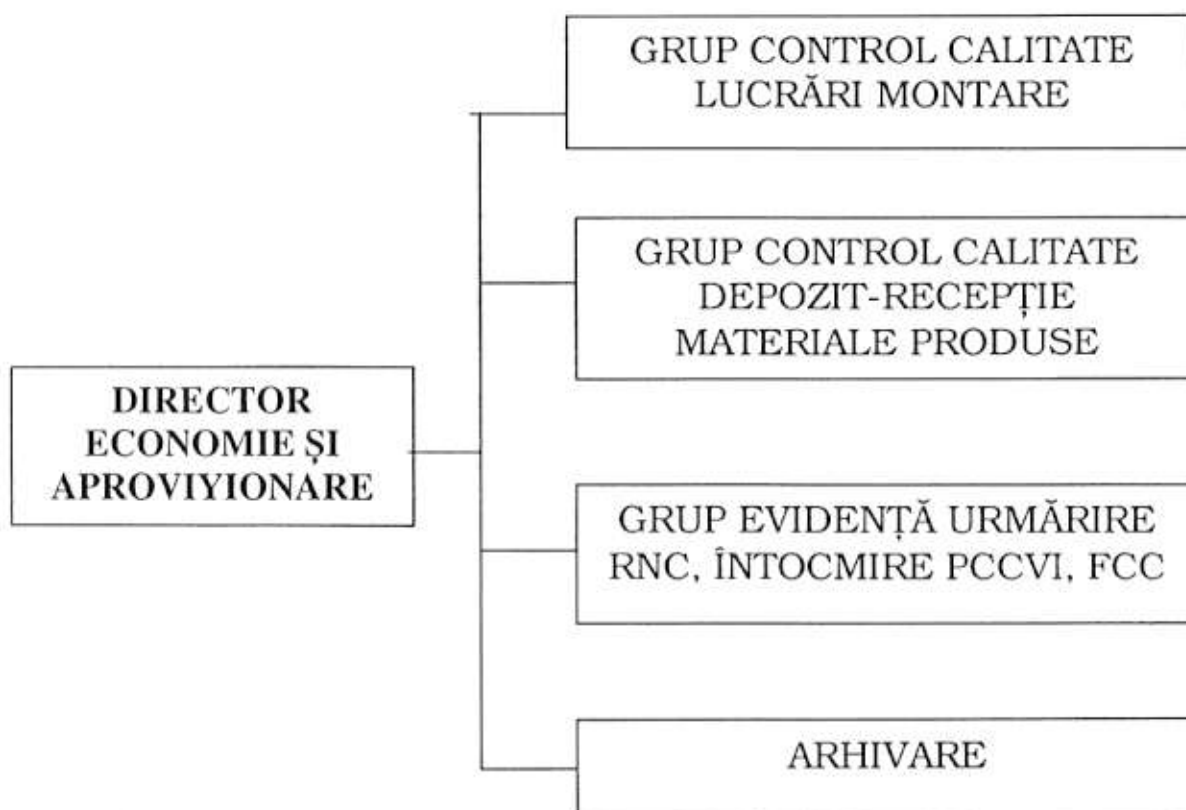 GRUP CONTROL CALITATE
LUCRĂRI MONTARE
GRUP CONTROL CALITATE
DEPOZIT-RECEPȚIE
MATERIALE PRODUSE
DIRECTOR
ECONOMIE ȘI
APROVIYIONARE
GRUP EVIDENȚĂ URMĂRIRE
RNC, ÎNTOCMIRE PCCVI, FCC
ARHIVARE